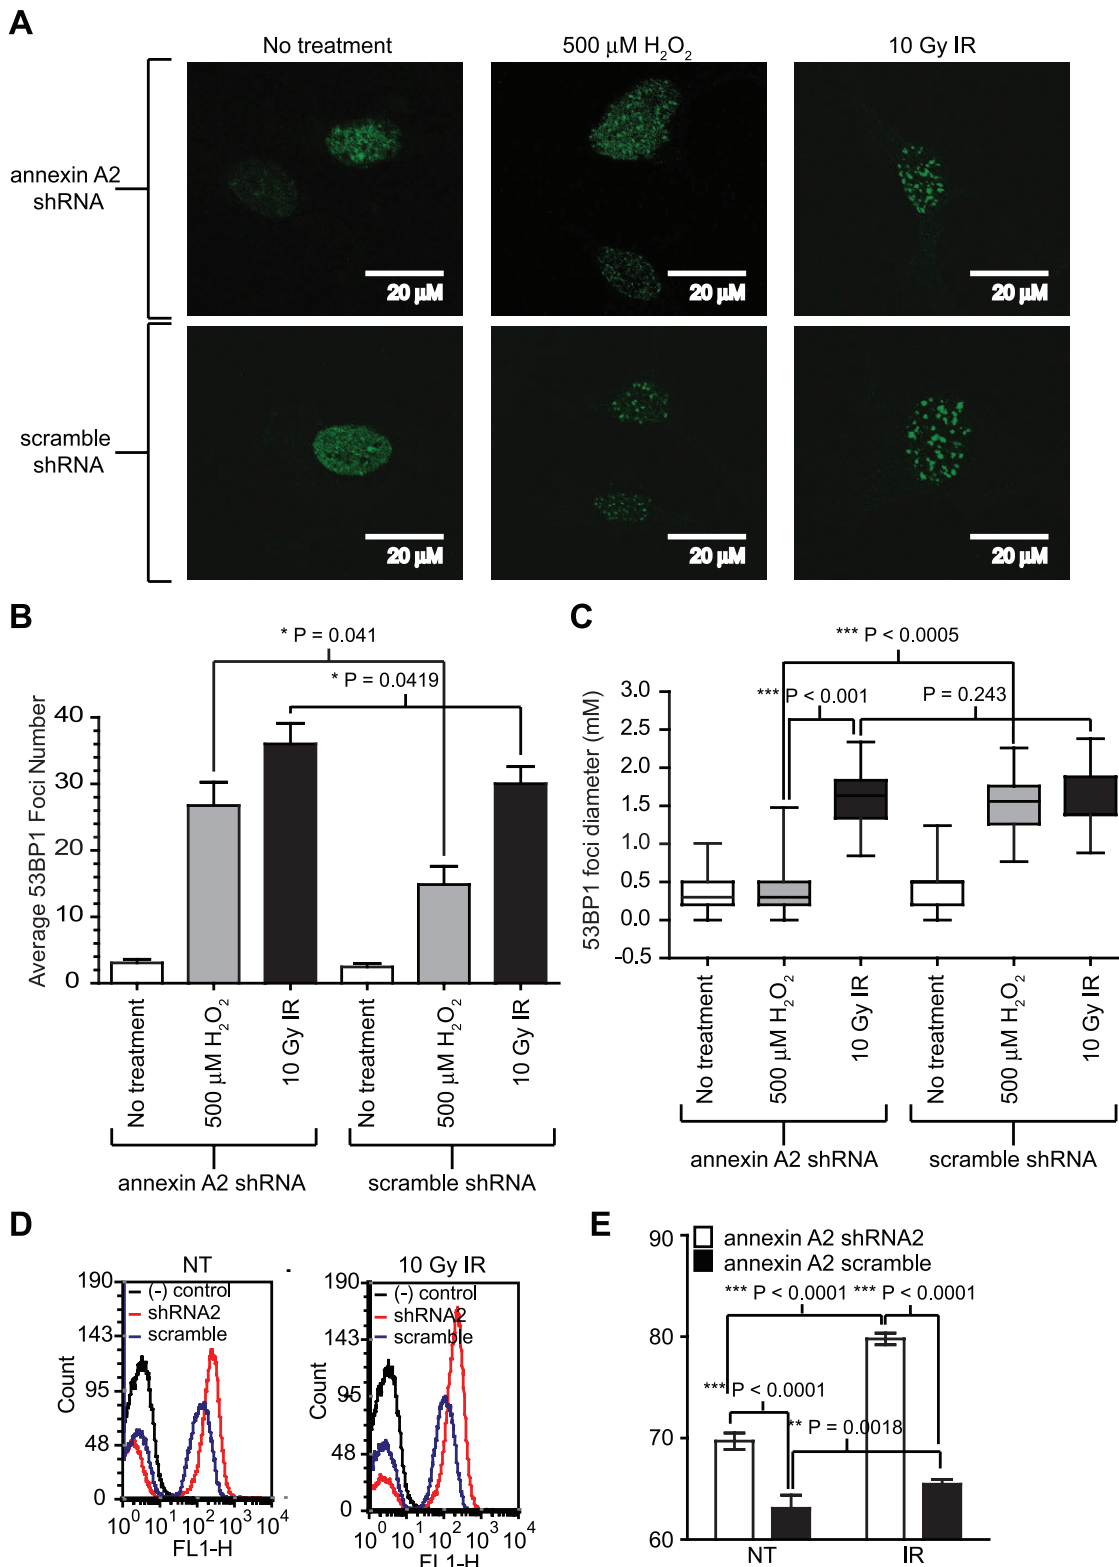 A
No treatment
500 μM H2O2
10 Gy IR
annexin A2
shRNA
20 μM
20 μM
20 μM
scramble
shRNA
20 μM
20 μM
20 μM
B
* P = 0.041
* P = 0.0419
Average 53BP1 Foci Number
40
30
20
10
0
No treatment
500 μM H2O2
10 Gy IR
No treatment
500 μM H2O2
10 Gy IR
annexin A2 shRNA
scramble shRNA
C
*** P < 0.0005
*** P < 0.001
P = 0.243
53BP1 foci diameter (mM)
3.0
2.5
2.0
1.5
1.0
0.5
0.0
-0.5
No treatment
500 μM H2O2
10 Gy IR
No treatment
500 μM H2O2
10 Gy IR
annexin A2 shRNA
scramble shRNA
D
NT
190
143
95
48
0
Count
(-) control
shRNA2
scramble
10^0 10^1 10^2 10^3 10^4
FL1-H
10 Gy IR
190
143
95
48
0
Count
(-) control
shRNA2
scramble
10^0 10^1 10^2 10^3 10^4
FL1-H
E
annexin A2 shRNA2
annexin A2 scramble
90
80
70
60
*** P < 0.0001
*** P < 0.0001
*** P < 0.0001
** P = 0.0018
NT
IR